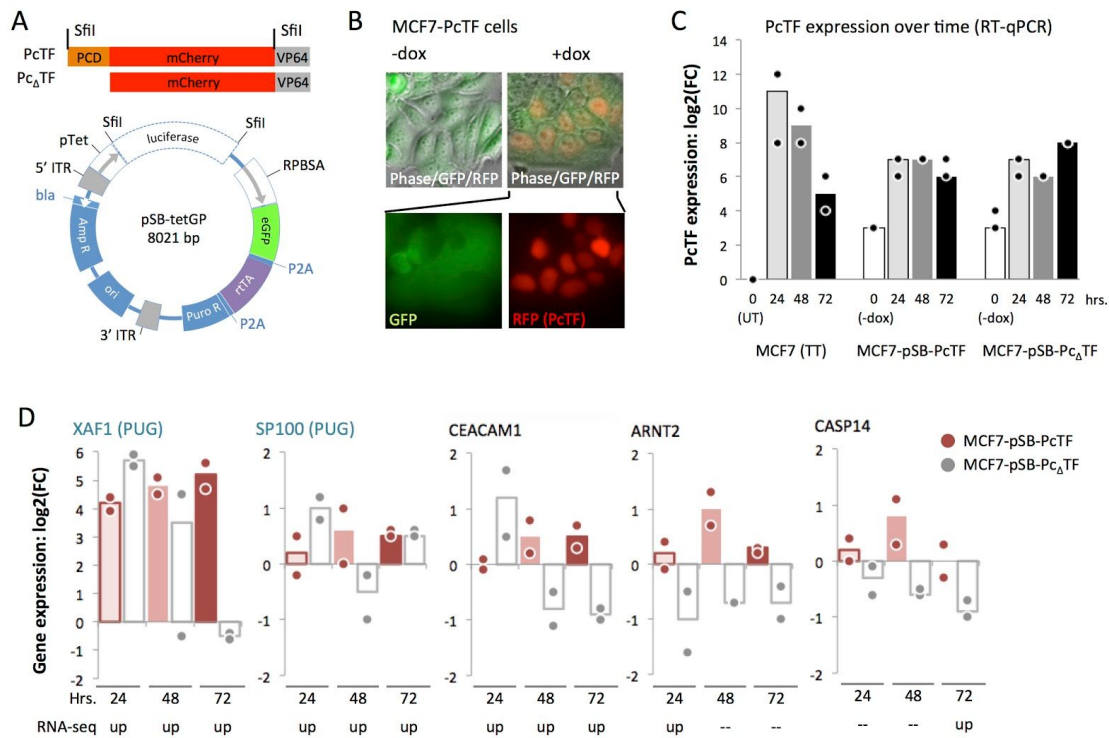 A
SfiI SfiI
PcTF PCD mCherry VP64
PcΔTF mCherry VP64
SfiI luciferase SfiI
pTet
5' ITR RPBSA
bla
pSB-tetGP
8021 bp
Amp R eGFP
P2A
ori rtTA
Puro R
3' ITR P2A
B
MCF7-PcTF cells
-dox +dox
Phase/GFP/RFP Phase/GFP/RFP
GFP RFP (PcTF)
C
PcTF expression over time (RT-qPCR)
PcTF expression: log2(FC)
14
12
10
8
6
4
2
0
0 24 48 72 0 24 48 72 0 24 48 72 hrs.
(UT) (-dox) (-dox)
MCF7 (TT) MCF7-pSB-PcTF MCF7-pSB-PcΔTF
D
XAF1 (PUG) SP100 (PUG) CEACAM1 ARNT2 CASP14
MCF7-pSB-PcTF
MCF7-pSB-PcΔTF
Gene expression: log2(FC)
6
5
4
3
2
1
0
-1
-2
2
1
0
-1
-2
2
1
0
-1
-2
2
1
0
-1
-2
2
1
0
-1
-2
Hrs. 24 48 72 24 48 72 24 48 72 24 48 72 24 48 72
RNA-seq up up up up up up up up up up -- -- -- -- up